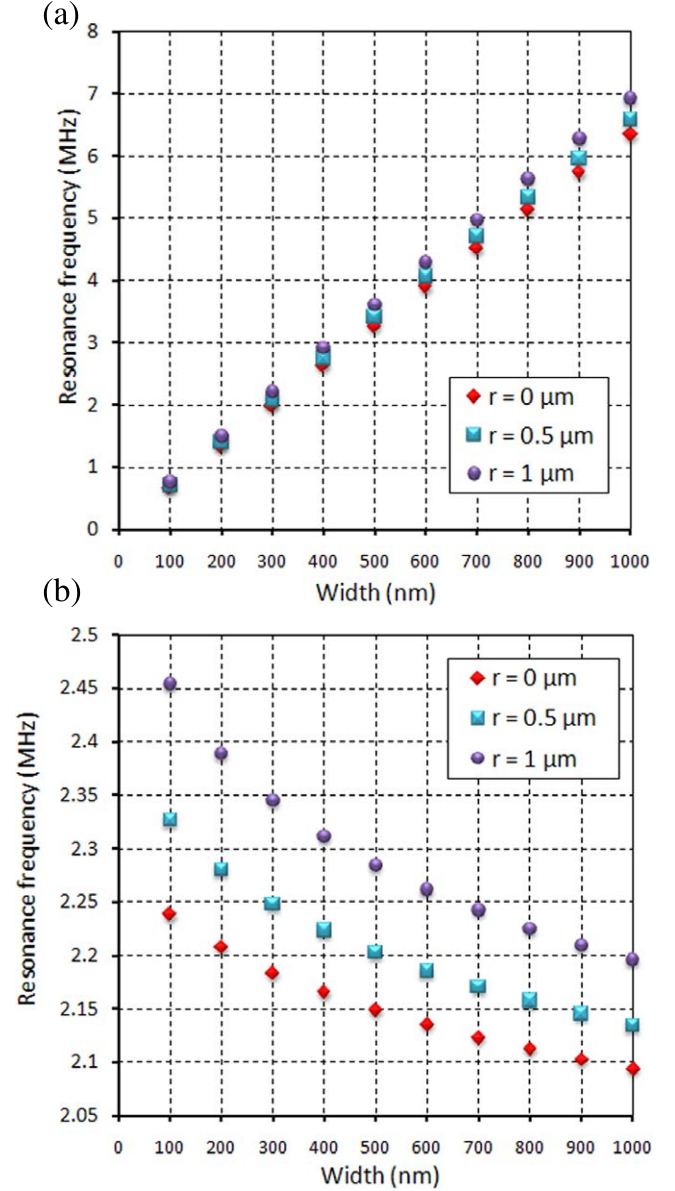 (a)
8
7
6
5
4
3
2
1
0
Resonance frequency (MHz)
r = 0 µm
r = 0.5 µm
r = 1 µm
0 100 200 300 400 500 600 700 800 900 1000
Width (nm)
(b)
2.5
2.45
2.4
2.35
2.3
2.25
2.2
2.15
2.1
2.05
Resonance frequency (MHz)
r = 0 µm
r = 0.5 µm
r = 1 µm
0 100 200 300 400 500 600 700 800 900 1000
Width (nm)